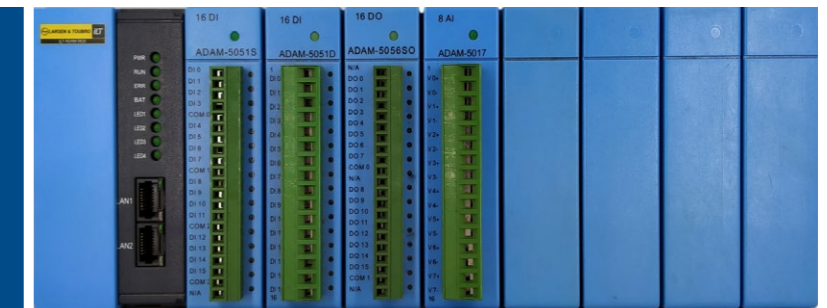 LARSEN & TOUBRO
16 DI
ADAM-5051S
16 DI
ADAM-5051D
16 DO
ADAM-5056SO
8 AI
ADAM-5017
PWR
RUN
ERR
BAT
LED1
LED2
LED3
LED4
LAN1
LAN2
DI 0
DI 1
DI 2
DI 3
COM 0
DI 4
DI 5
DI 6
DI 7
COM 1
DI 8
DI 9
DI 10
DI 11
COM 2
DI 12
DI 13
DI 14
DI 15
COM 3
N/A
N/A
DO 0
DO 1
DO 2
DO 3
DO 4
DO 5
DO 6
DO 7
COM 0
N/A
DO 8
DO 9
DO 10
DO 11
DO 12
DO 13
DO 14
DO 15
COM 1
N/A
V0+
V0-
V1+
V1-
V2+
V2-
V3+
V3-
V4+
V4-
V5+
V5-
V6+
V6-
V7+
V7-